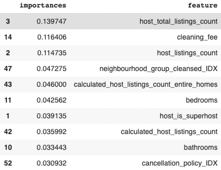 importances feature
3 0.139747 host_total_listings_count
14 0.116406 cleaning_fee
2 0.114735 host_listings_count
47 0.047275 neighbourhood_group_cleansed_IDX
43 0.046000 calculated_host_listings_count_entire_homes
11 0.042562 bedrooms
1 0.039135 host_is_superhost
42 0.035992 calculated_host_listings_count
10 0.033443 bathrooms
52 0.030932 cancellation_policy_IDX